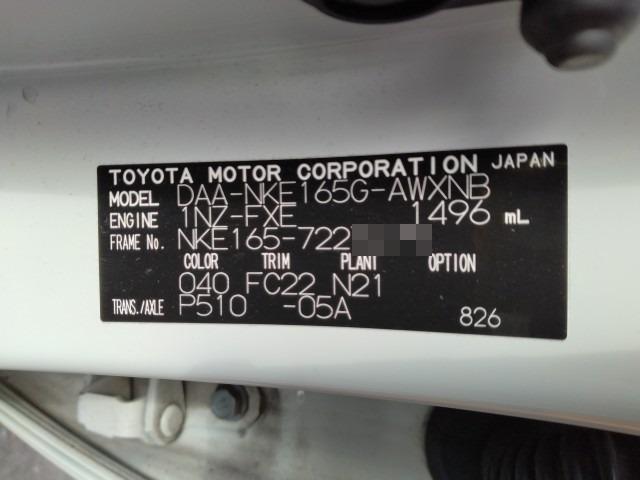 TOYOTA MOTOR CORPORATION JAPAN
MODEL DAA-NKE165G-AWXNB
ENGINE 1NZ-FXE 1496 mL
FRAME No. NKE165-722
COLOR TRIM PLANT OPTION
040 FC22 N21
TRANS./AXLE P510 -05A
826